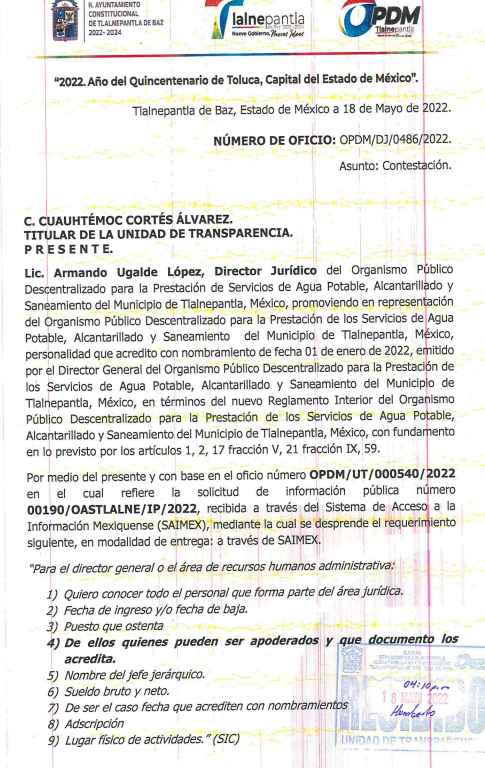 H. AYUNTAMIENTO
CONSTITUCIONAL
DE TLALNEPANTLA DE BAZ
2022- 2024
Tlalnepantla
Nuevo Gobierno, Nuevo Ideas
OPDM
Tlalnepantla
“2022. Año del Quincentenario de Toluca, Capital del Estado de México”.
Tlalnepantla de Baz, Estado de México a 18 de Mayo de 2022.
NÚMERO DE OFICIO: OPDM/DJ/0486/2022.
Asunto: Contestación.
C. CUAUHTÉMOC CORTÉS ÁLVAREZ.
TITULAR DE LA UNIDAD DE TRANSPARENCIA.
P R E S E N T E.
Lic. Armando Ugalde López, Director Jurídico del Organismo Público
Descentralizado para la Prestación de Servicios de Agua Potable, Alcantarillado y
Saneamiento del Municipio de Tlalnepantla, México, promoviendo en representación
del Organismo Público Descentralizado para la Prestación de los Servicios de Agua
Potable, Alcantarillado y Saneamiento del Municipio de Tlalnepantla, México,
personalidad que acredito con nombramiento de fecha 01 de enero de 2022, emitido
por el Director General del Organismo Público Descentralizado para la Prestación de
los Servicios de Agua Potable, Alcantarillado y Saneamiento del Municipio de
Tlalnepantla, México, en términos del nuevo Reglamento Interior del Organismo
Público Descentralizado para la Prestación de los Servicios de Agua Potable,
Alcantarillado y Saneamiento del Municipio de Tlalnepantla, México, con fundamento
en lo previsto por los artículos 1, 2, 17 fracción V, 21 fracción IX, 59.
Por medio del presente y con base en el oficio número OPDM/UT/000540/2022
en el cual refiere la solicitud de información pública número
00190/OASTLALNE/IP/2022, recibida a través del Sistema de Acceso a la
Información Mexiquense (SAIMEX), mediante la cual se desprende el requerimiento
siguiente, en modalidad de entrega: a través de SAIMEX.
“Para el director general o el área de recursos humanos administrativa:
1) Quiero conocer todo el personal que forma parte del área jurídica.
2) Fecha de ingreso y/o fecha de baja.
3) Puesto que ostenta
4) De ellos quienes pueden ser apoderados y que documento los
acredita.
5) Nombre del jefe jerárquico.
6) Sueldo bruto y neto.
7) De ser el caso fecha que acrediten con nombramientos
8) Adscripción
9) Lugar físico de actividades.” (SIC)
04:10 p.m
18 MAYO 2022
Humberto
RECIBIDO
UNIDAD DE TRANSPARENCIA